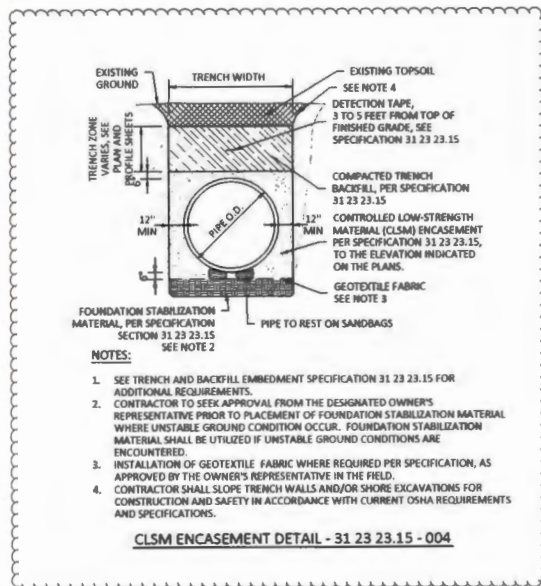 EXISTING
GROUND
TRENCH WIDTH
EXISTING TOPSOIL
SEE NOTE 4
DETECTION TAPE,
3 TO 5 FEET FROM TOP OF
FINISHED GRADE, SEE
SPECIFICATION 31 23 23.15
TRENCH ZONE
VARIES, SEE
PLAN AND
PROFILE SHEETS
6"
COMPACTED TRENCH
BACKFILL, PER SPECIFICATION
31 23 23.15
12"
MIN
PIPE O.D.
12"
MIN
CONTROLLED LOW-STRENGTH
MATERIAL (CLSM) ENCASEMENT
PER SPECIFICATION 31 23 23.15,
TO THE ELEVATION INDICATED
ON THE PLANS.
6"
GEOTEXTILE FABRIC
SEE NOTE 3
FOUNDATION STABILIZATION
MATERIAL, PER SPECIFICATION
SECTION 31 23 23.15
SEE NOTE 2
PIPE TO REST ON SANDBAGS
NOTES:
1. SEE TRENCH AND BACKFILL EMBEDMENT SPECIFICATION 31 23 23.15 FOR
ADDITIONAL REQUIREMENTS.
2. CONTRACTOR TO SEEK APPROVAL FROM THE DESIGNATED OWNER'S
REPRESENTATIVE PRIOR TO PLACEMENT OF FOUNDATION STABILIZATION MATERIAL
WHERE UNSTABLE GROUND CONDITION OCCUR. FOUNDATION STABILIZATION
MATERIAL SHALL BE UTILIZED IF UNSTABLE GROUND CONDITIONS ARE
ENCOUNTERED.
3. INSTALLATION OF GEOTEXTILE FABRIC WHERE REQUIRED PER SPECIFICATION, AS
APPROVED BY THE OWNER'S REPRESENTATIVE IN THE FIELD.
4. CONTRACTOR SHALL SLOPE TRENCH WALLS AND/OR SHORE EXCAVATIONS FOR
CONSTRUCTION AND SAFETY IN ACCORDANCE WITH CURRENT OSHA REQUIREMENTS
AND SPECIFICATIONS.
CLSM ENCASEMENT DETAIL - 31 23 23.15 - 004